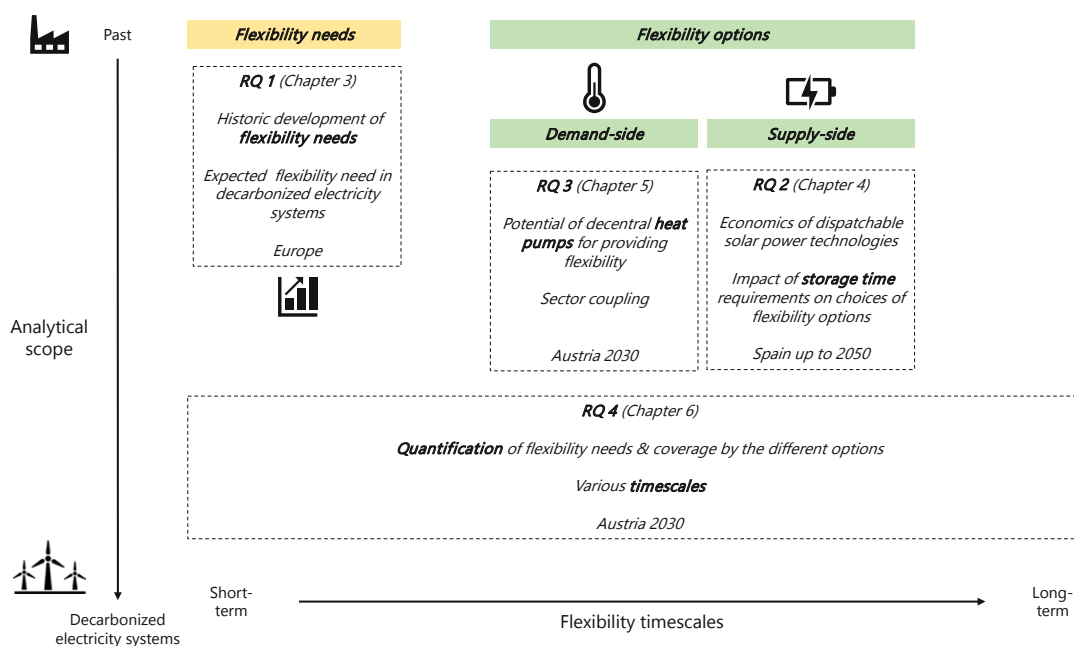 Past
Flexibility needs
Flexibility options
RQ 1 (Chapter 3)
Historic development of
flexibility needs
Expected flexibility need in
decarbonized electricity
systems
Europe
Demand-side
Supply-side
RQ 3 (Chapter 5)
Potential of decentral heat
pumps for providing
flexibility
Sector coupling
Austria 2030
RQ 2 (Chapter 4)
Economics of dispatchable
solar power technologies
Impact of storage time
requirements on choices of
flexibility options
Spain up to 2050
Analytical
scope
RQ 4 (Chapter 6)
Quantification of flexibility needs & coverage by the different options
Various timescales
Austria 2030
Decarbonized
electricity systems
Short-
term
Flexibility timescales
Long-
term